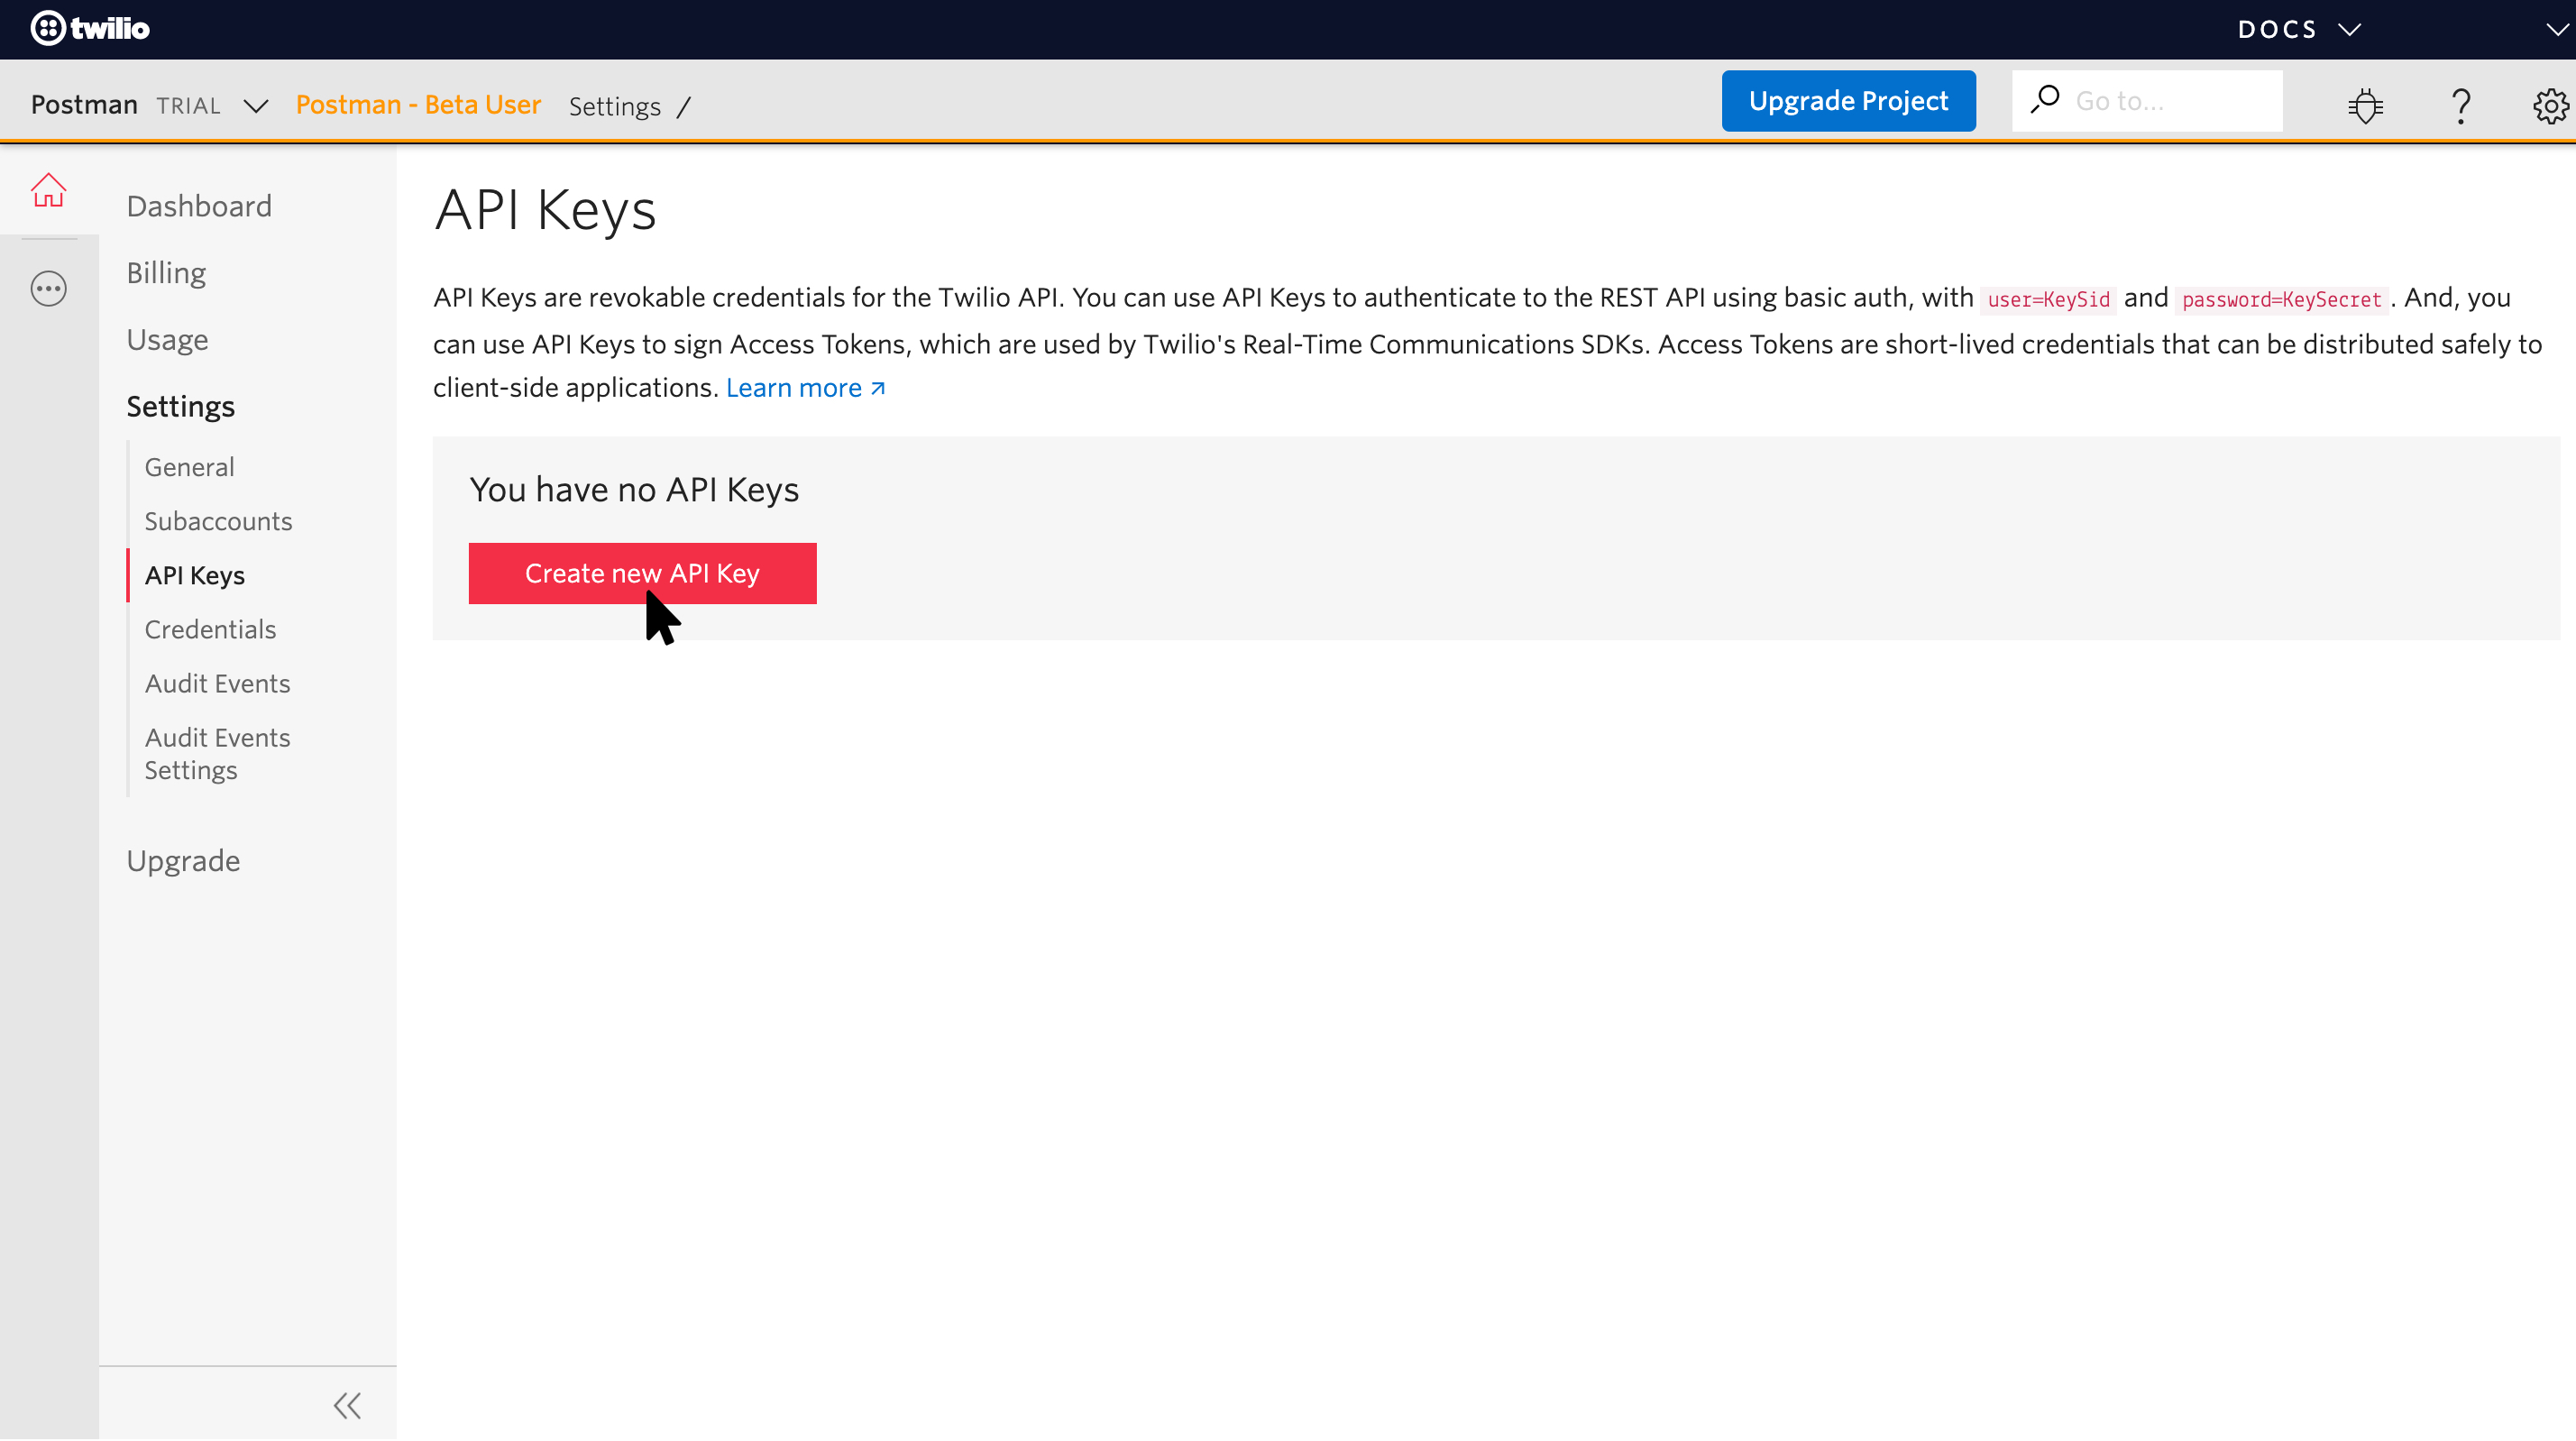 twilio
DOCS
Postman TRIAL Postman - Beta User Settings / Upgrade Project Go to...
Dashboard
Billing
Usage
Settings
General
Subaccounts
API Keys
Credentials
Audit Events
Audit Events
Settings
Upgrade
API Keys
API Keys are revokable credentials for the Twilio API. You can use API Keys to authenticate to the REST API using basic auth, with user=KeySid and password=KeySecret. And, you
can use API Keys to sign Access Tokens, which are used by Twilio's Real-Time Communications SDKs. Access Tokens are short-lived credentials that can be distributed safely to
client-side applications. Learn more
You have no API Keys
Create new API Key